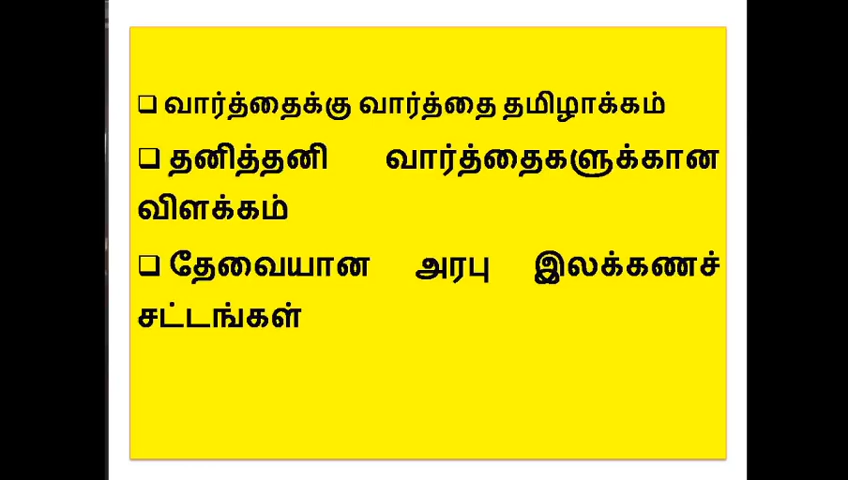 ❑ வார்த்தைக்கு வார்த்தை தமிழாக்கம்
❑ தனித்தனி வார்த்தைகளுக்கான
விளக்கம்
❑ தேவையான அரபு இலக்கணச்
சட்டங்கள்